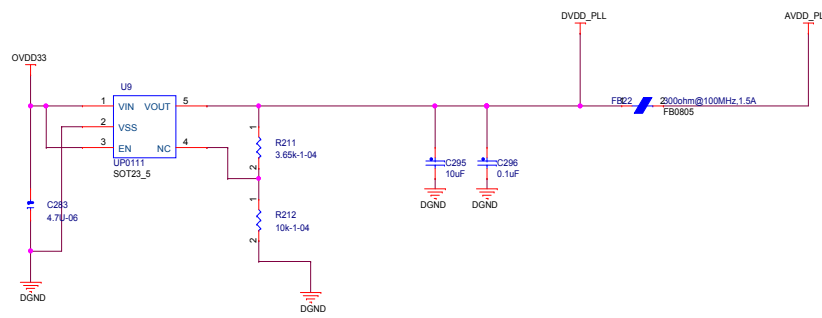 DVDD_PLL
AVDD_PL
OVDD33
U9
1
VIN
VOUT
5
2
VSS
3
EN
NC
4
UP0111
SOT23_5
1
R211
3.65k-1-04
2
1
R212
10k-1-04
2
C283
4.7U-06
DGND
DGND
C295
10uF
DGND
C296
0.1uF
DGND
FB22
300ohm@100MHz,1.5A
FB0805